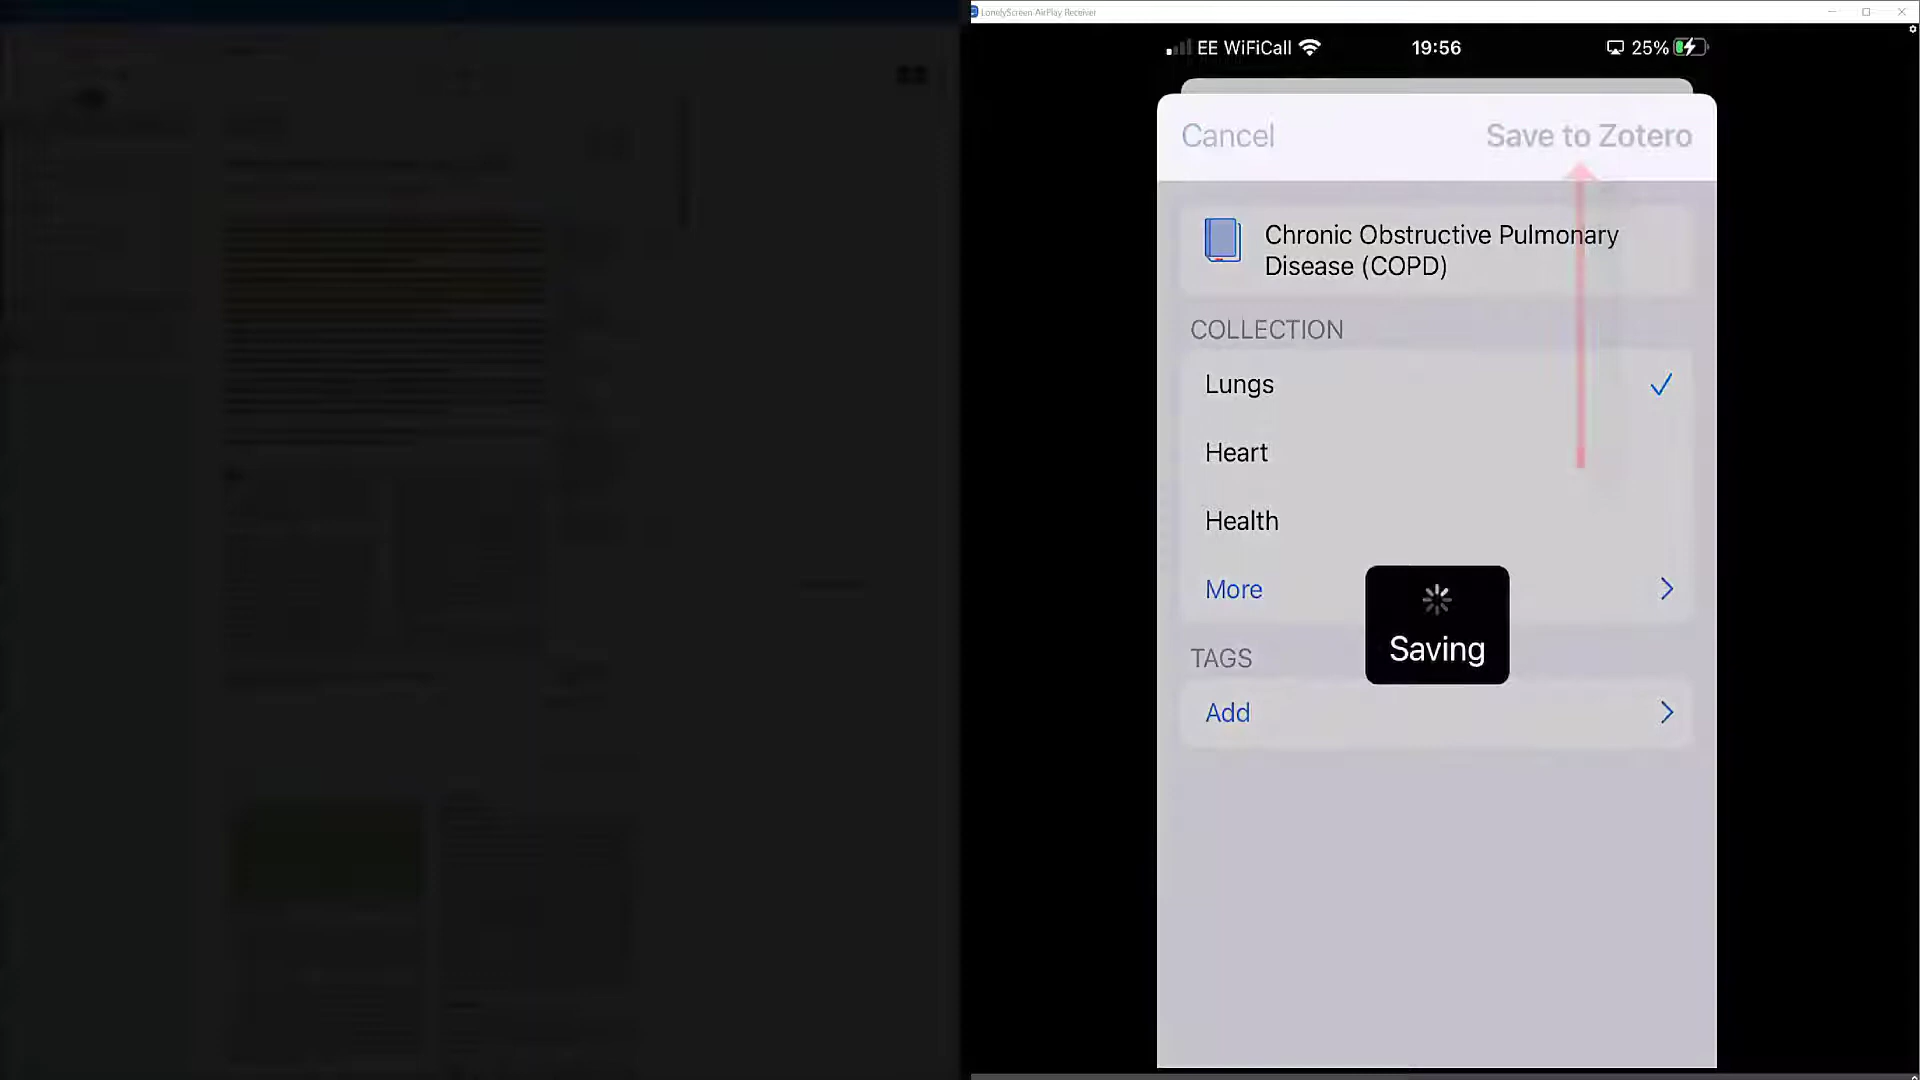 LonelyScreen AirPlay Receiver
EE WiFiCall 19:56 25%
Cancel Save to Zotero
Chronic Obstructive Pulmonary
Disease (COPD)
COLLECTION
Lungs
Heart
Health
More
Saving
TAGS
Add